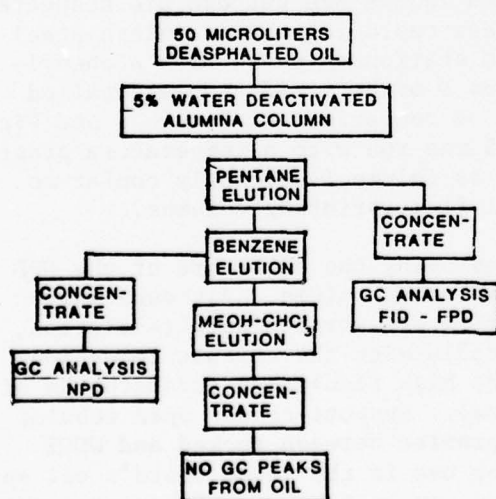 50 MICROLITERS
DEASPHALTED OIL
5% WATER DEACTIVATED
ALUMINA COLUMN
PENTANE
ELUTION
CONCEN-
TRATE
GC ANALYSIS
FID - FPD
BENZENE
ELUTION
CONCEN-
TRATE
GC ANALYSIS
NPD
MEOH-CHCl3
ELUTION
CONCEN-
TRATE
NO GC PEAKS
FROM OIL